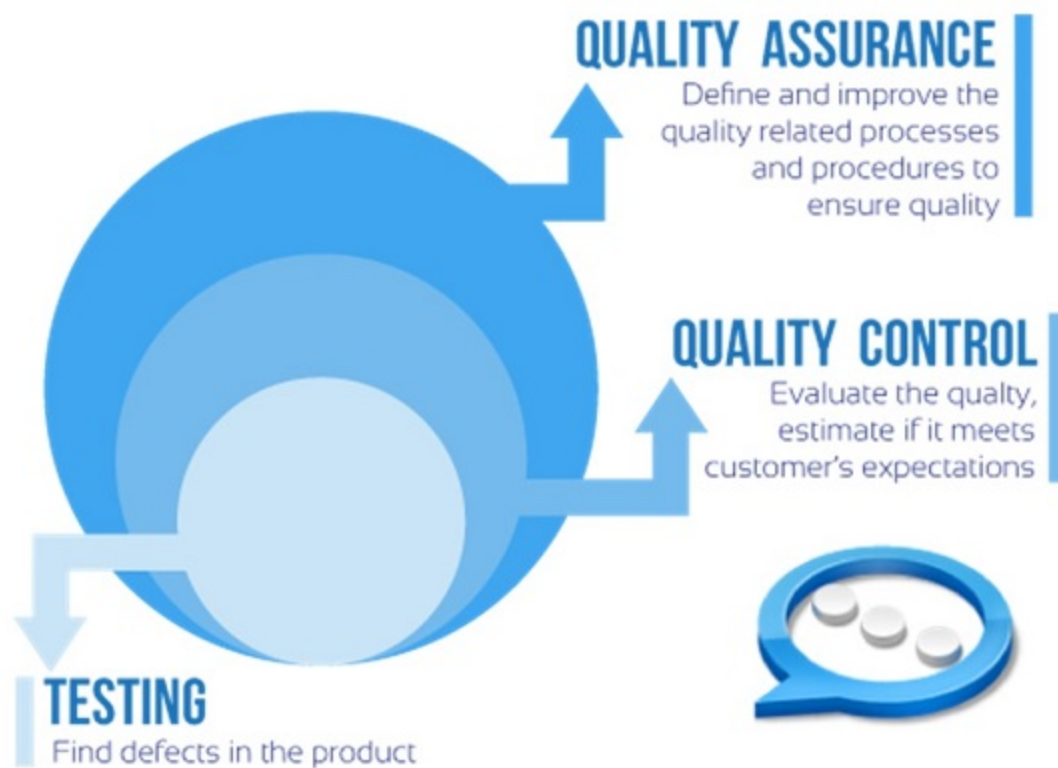 QUALITY ASSURANCE
Define and improve the
quality related processes
and procedures to
ensure quality
QUALITY CONTROL
Evaluate the qualty,
estimate if it meets
customer's expectations
TESTING
Find defects in the product